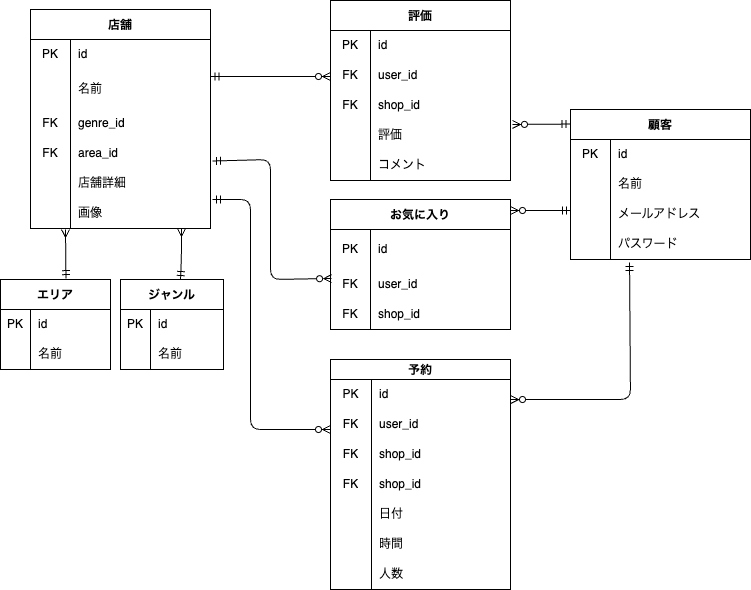 店舗
PK id
名前
FK genre_id
FK area_id
店舗詳細
画像
評価
PK id
FK user_id
FK shop_id
評価
コメント
顧客
PK id
名前
メールアドレス
パスワード
お気に入り
PK id
FK user_id
FK shop_id
エリア
PK id
名前
ジャンル
PK id
名前
予約
PK id
FK user_id
FK shop_id
FK shop_id
日付
時間
人数